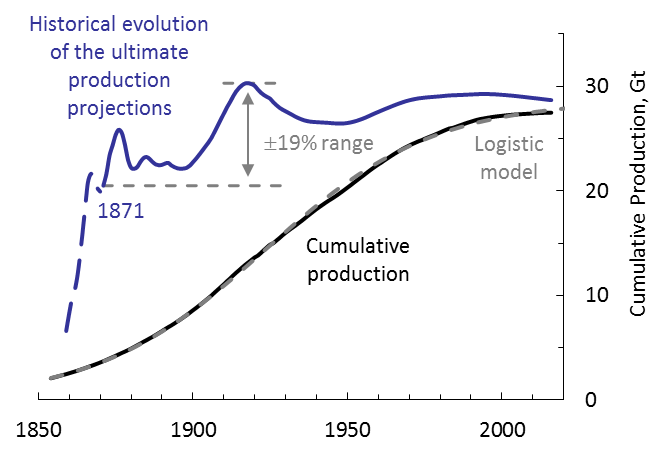 Historical evolution
of the ultimate
production
projections
30
±19% range
Logistic
model
20
1871
Cumulative
production
10
0
1850
1900
1950
2000
Cumulative Production, Gt